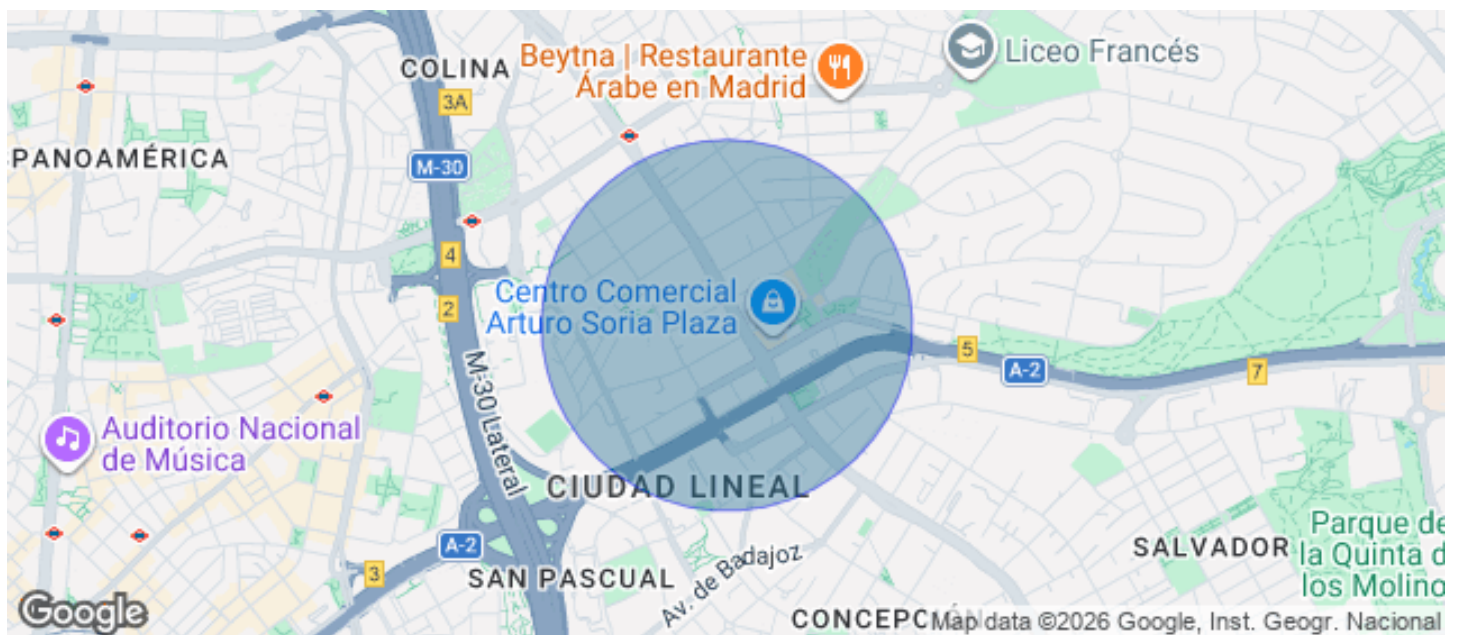 COLINA
Beytna | Restaurante
Árabe en Madrid
Liceo Francés
3A
PANOAMÉRICA
M-30
4
2
Centro Comercial
Arturo Soria Plaza
5
A-2
7
M-30 Lateral
Auditorio Nacional
de Música
CIUDAD LINEAL
A-2
3
SAN PASCUAL
Av. de Badajoz
SALVADOR
Parque de
la Quinta d
los Molino
CONCEPC
Google
Map data ©2026 Google, Inst. Geogr. Nacional